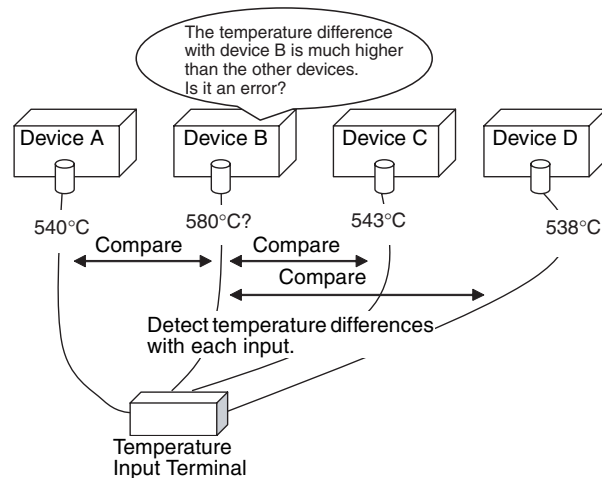 The temperature difference
with device B is much higher
than the other devices.
Is it an error?
Device A
Device B
Device C
Device D
540°C
580°C?
543°C
538°C
Compare
Compare
Compare
Detect temperature differences
with each input.
Temperature
Input Terminal